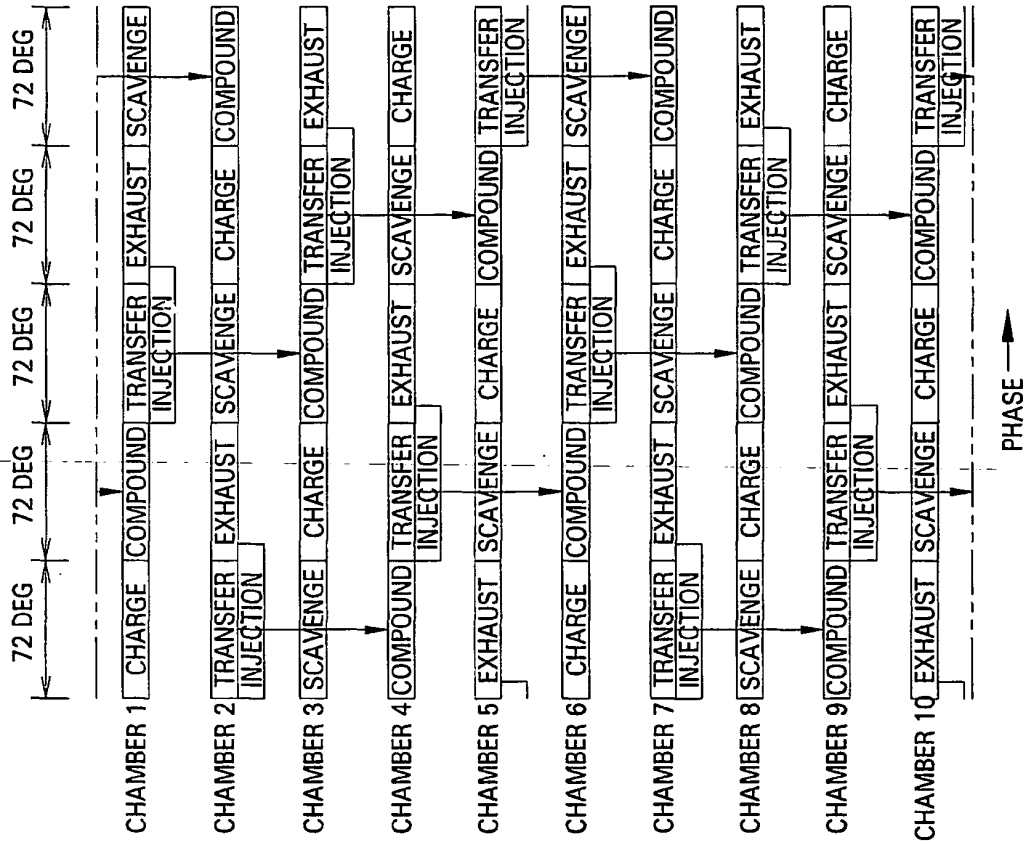 72 DEG 72 DEG 72 DEG 72 DEG 72 DEG
CHAMBER 1 CHARGE COMPOUND TRANSFER EXHAUST SCAVENGE
INJECTION
CHAMBER 2 TRANSFER EXHAUST SCAVENGE CHARGE COMPOUND
INJECTION
CHAMBER 3 SCAVENGE CHARGE COMPOUND TRANSFER EXHAUST
INJECTION
CHAMBER 4 COMPOUND TRANSFER EXHAUST SCAVENGE CHARGE
INJECTION
CHAMBER 5 EXHAUST SCAVENGE CHARGE COMPOUND TRANSFER
INJECTION
CHAMBER 6 CHARGE COMPOUND TRANSFER EXHAUST SCAVENGE
INJECTION
CHAMBER 7 TRANSFER EXHAUST SCAVENGE CHARGE COMPOUND
INJECTION
CHAMBER 8 SCAVENGE CHARGE COMPOUND TRANSFER EXHAUST
INJECTION
CHAMBER 9 COMPOUND TRANSFER EXHAUST SCAVENGE CHARGE
INJECTION
CHAMBER 10 EXHAUST SCAVENGE CHARGE COMPOUND TRANSFER
INJECTION
PHASE